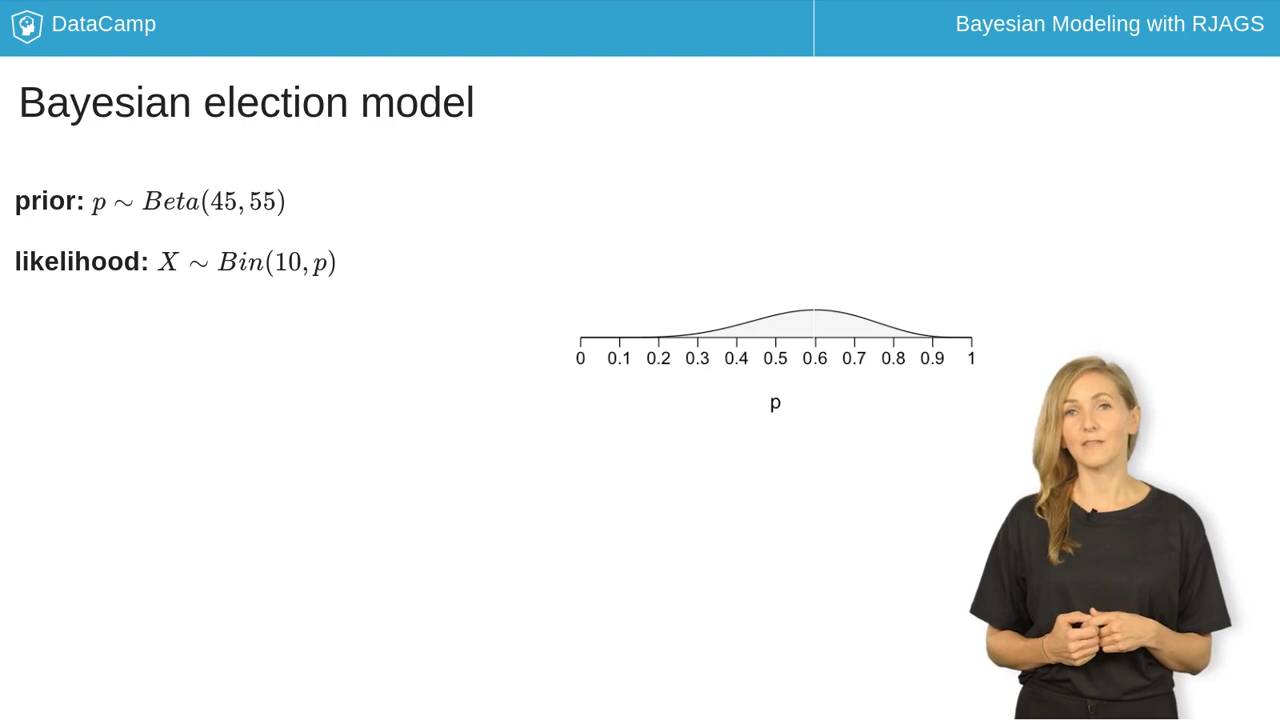 DataCamp
Bayesian Modeling with RJAGS
Bayesian election model
prior: p ∼ Beta(45, 55)
likelihood: X ∼ Bin(10, p)
0 0.1 0.2 0.3 0.4 0.5 0.6 0.7 0.8 0.9 1
p